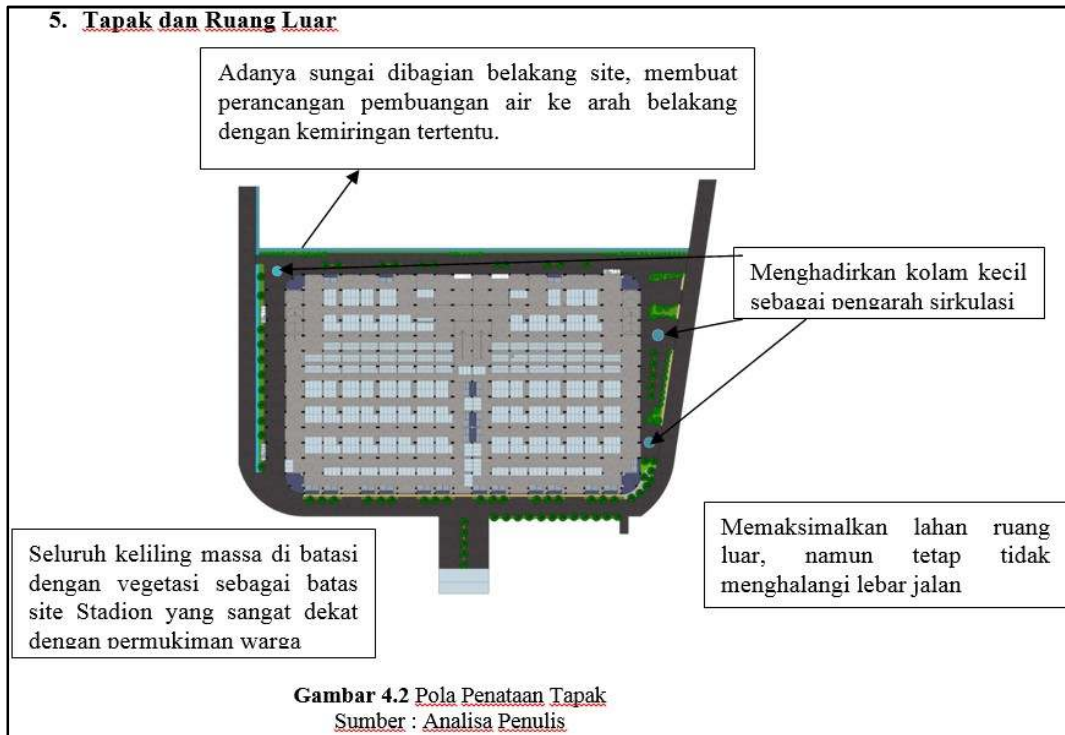 5. Tapak dan Ruang Luar
Adanya sungai dibagian belakang site, membuat
perancangan pembuangan air ke arah belakang
dengan kemiringan tertentu.
Menghadirkan kolam kecil
sebagai pengarah sirkulasi
Memaksimalkan lahan ruang
luar, namun tetap tidak
menghalangi lebar jalan
Seluruh keliling massa di batasi
dengan vegetasi sebagai batas
site Stadion yang sangat dekat
dengan permukiman warga
Gambar 4.2 Pola Penataan Tapak
Sumber : Analisa Penulis